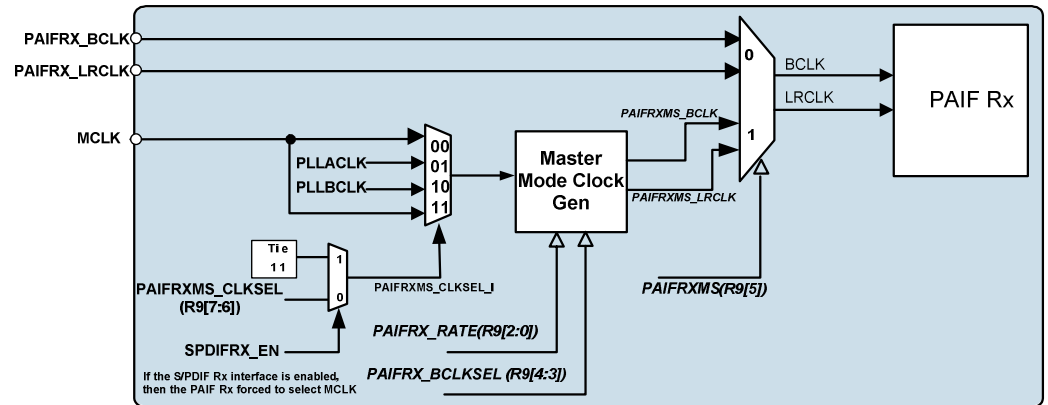 PAIFRX_BCLK
PAIFRX_LRCLK
MCLK
PLLACLK
PLLBCLK
00
01
10
11
Master
Mode Clock
Gen
PAIFRXMS_BCLK
PAIFRXMS_LRCLK
0
1
BCLK
LRCLK
PAIF Rx
Tie
11
1
0
PAIFRXMS_CLKSEL
(R9[7:6])
PAIFRXMS_CLKSEL_I
SPDIFRX_EN
PAIFRXMS(R9[5])
PAIFRX_RATE(R9[2:0])
PAIFRX_BCLKSEL (R9[4:3])
If the S/PDIF Rx interface is enabled,
then the PAIF Rx forced to select MCLK